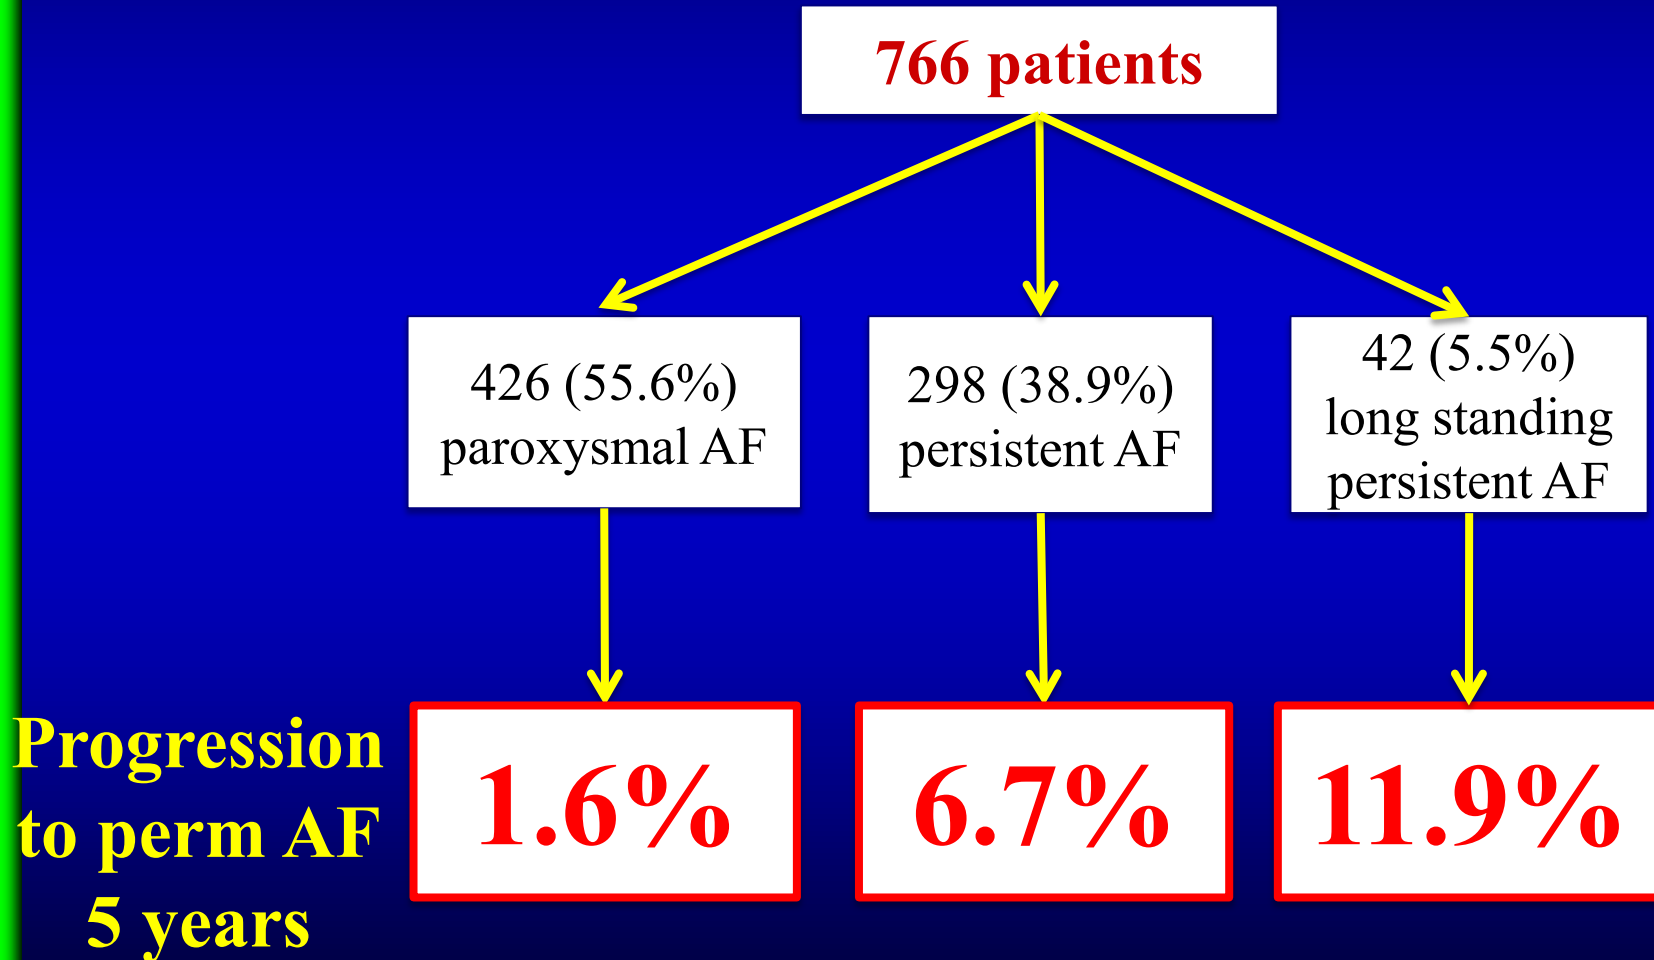 766 patients
426 (55.6%)
paroxysmal AF
298 (38.9%)
persistent AF
42 (5.5%)
long standing
persistent AF
Progression
to perm AF
5 years
1.6%
6.7%
11.9%